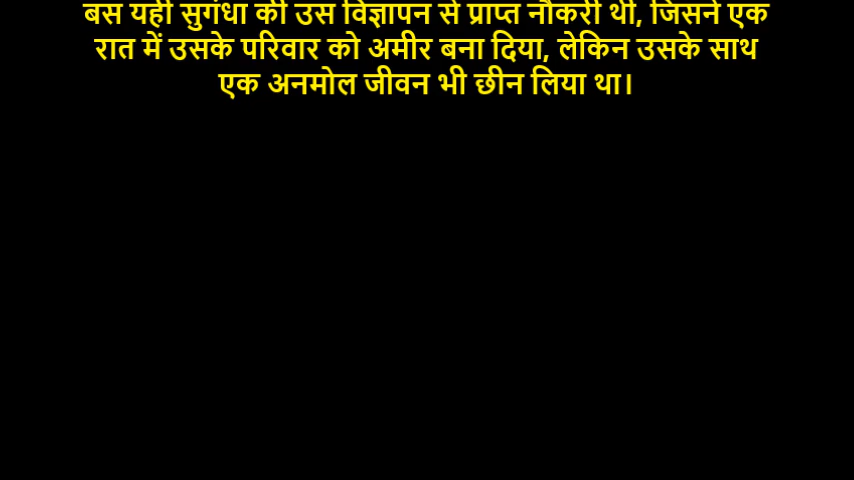 बस यही सुगंधा की उस विज्ञापन से प्राप्त नौकरी थी, जिसने एक
रात में उसके परिवार को अमीर बना दिया, लेकिन उसके साथ
एक अनमोल जीवन भी छीन लिया था।